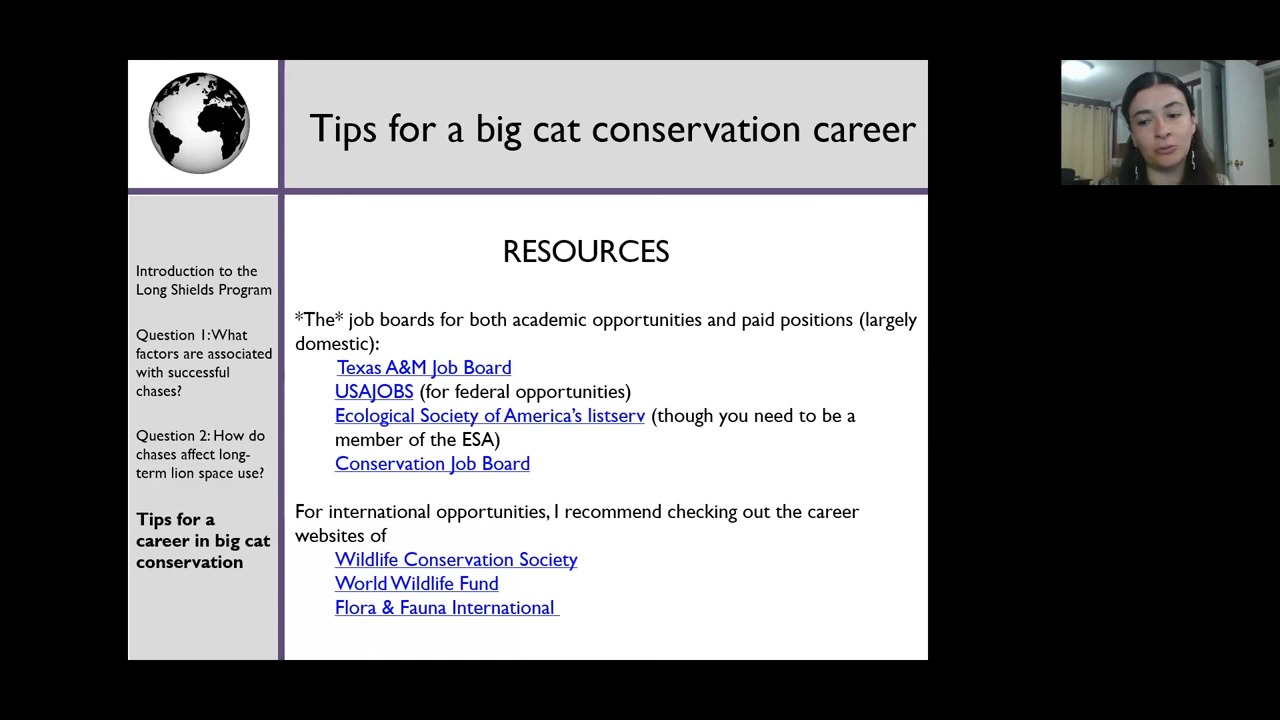 Tips for a big cat conservation career
Introduction to the
Long Shields Program
Question 1: What
factors are associated
with successful
chases?
Question 2: How do
chases affect long-
term lion space use?
Tips for a
career in big cat
conservation
RESOURCES
*The* job boards for both academic opportunities and paid positions (largely
domestic):
Texas A&M Job Board
USAJOBS (for federal opportunities)
Ecological Society of America's listserv (though you need to be a
member of the ESA)
Conservation Job Board
For international opportunities, I recommend checking out the career
websites of
Wildlife Conservation Society
World Wildlife Fund
Flora & Fauna International